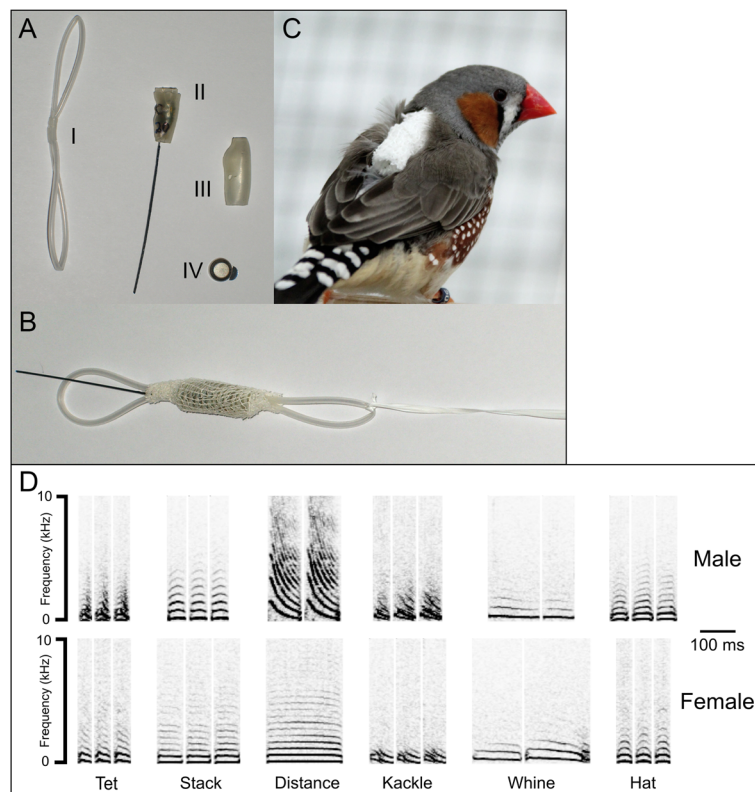 A
I
II
III
IV
C
B
D
10
Frequency (kHz)
0
Male
100 ms
10
Frequency (kHz)
0
Female
Tet Stack Distance Kackle Whine Hat